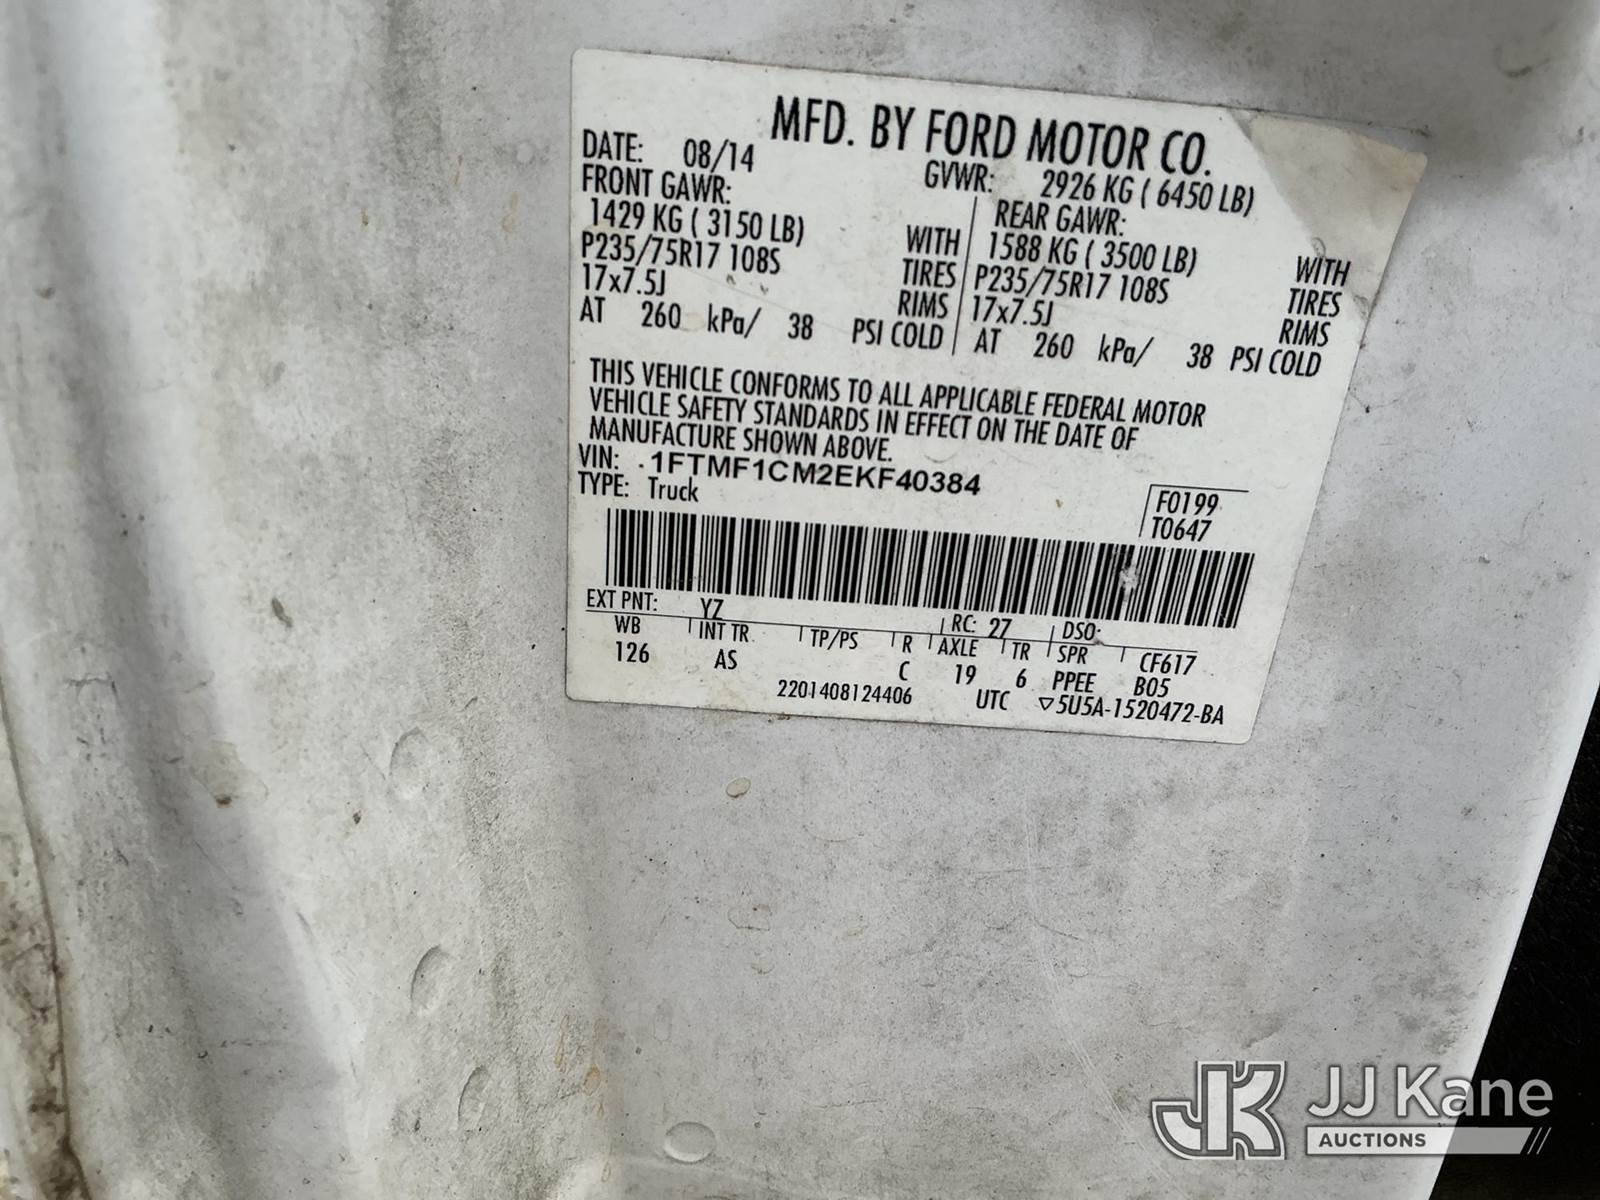 MFD. BY FORD MOTOR CO.
DATE: 08/14 GVWR: 2926 KG ( 6450 LB)
FRONT GAWR: REAR GAWR:
1429 KG ( 3150 LB) WITH 1588 KG ( 3500 LB) WITH
P235/75R17 108S TIRES P235/75R17 108S TIRES
17x7.5J RIMS 17x7.5J RIMS
AT 260 kPa/ 38 PSI COLD AT 260 kPa/ 38 PSI COLD
THIS VEHICLE CONFORMS TO ALL APPLICABLE FEDERAL MOTOR
VEHICLE SAFETY STANDARDS IN EFFECT ON THE DATE OF
MANUFACTURE SHOWN ABOVE.
VIN: 1FTMF1CM2EKF40384
TYPE: Truck
F0199
T0647
EXT PNT: YZ RC: 27 DSO:
WB INT TR TP/PS R AXLE TR SPR CF617
126 AS C 19 6 PPEE B05
2201408124406 UTC ▽5U5A-1520472-BA
JJ Kane
AUCTIONS